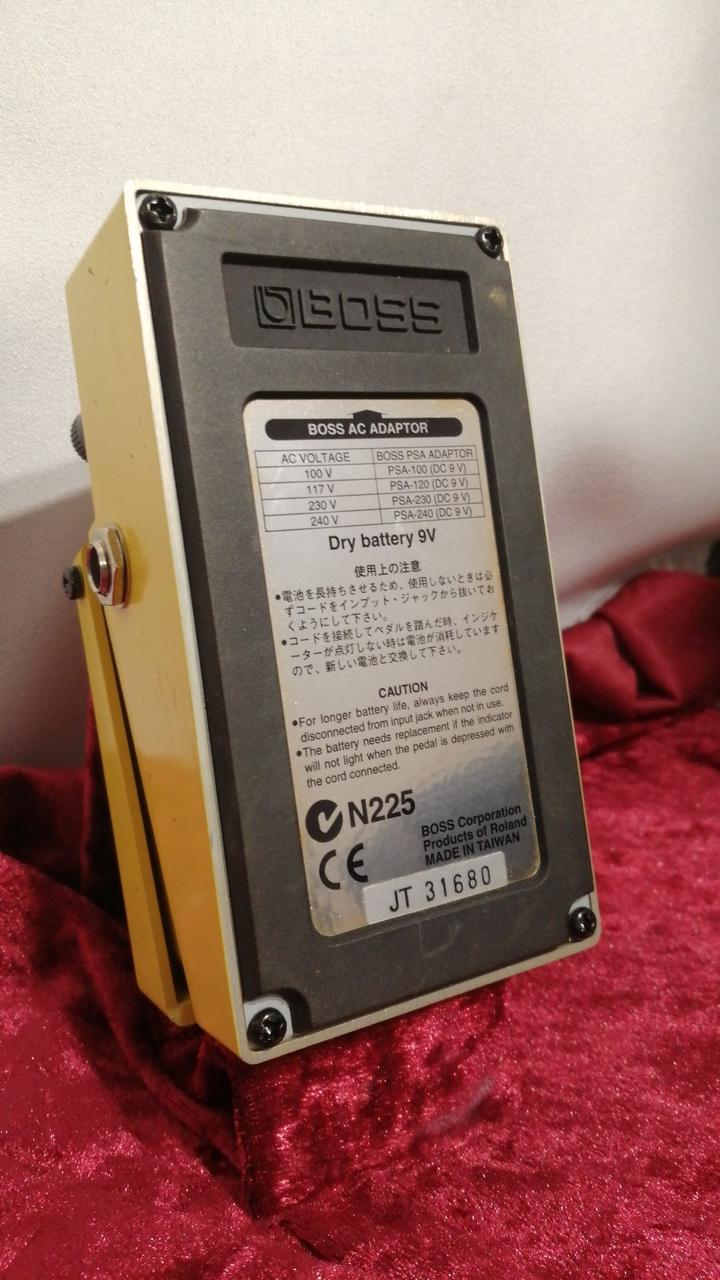 BOSS
BOSS AC ADAPTOR
AC VOLTAGE BOSS PSA ADAPTOR
100 V PSA-100 (DC 9 V)
117 V PSA-120 (DC 9 V)
230 V PSA-230 (DC 9 V)
240 V PSA-240 (DC 9 V)
Dry battery 9V
使用上の注意
●電池を長持ちさせるため、使用しないときは必
ずコードをインプット・ジャックから抜いてお
くようにして下さい。
●コードを接続してペダルを踏んだ時、インジケ
ーターが点灯しない時は電池が消耗しています
ので、新しい電池と交換して下さい。
CAUTION
●For longer battery life, always keep the cord
disconnected from input jack when not in use.
●The battery needs replacement if the indicator
will not light when the pedal is depressed with
the cord connected.
N225
CE
BOSS Corporation
Products of Roland
MADE IN TAIWAN
JT 31680